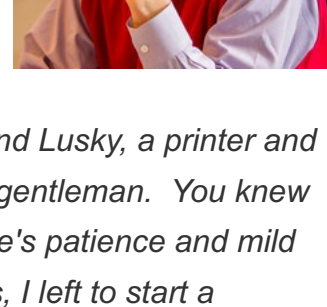 nd Lusky, a printer and
gentleman. You knew
e's patience and mild
s, I left to start a